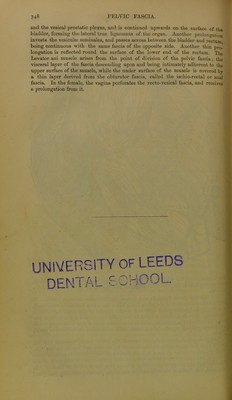 348 PELVIC FASCIA.
and the vesical prostatic plexus, and is continued upwards on the surface of the
bladder, forming the lateral true ligaments of the organ. Another prolongation
invests the vesiculæ seminales, and passes across between the bladder and rectum,
being continuous with the same fascia of the opposite side. Another thin pro-
longation is reflected round the surface of the lower end of the rectum. The
Levator ani muscle arises from the point of division of the pelvic fascia; the
visceral layer of the fascia descending upon and being intimately adherent to the
upper surface of the muscle, while the under surface of the muscle is covered by
a thin layer derived from the obturator fascia, called the ischio-rectal or anal
fascia. In the female, the vagina perforates the recto-vesical fascia, and receives
a prolongation from it.
UNIVERSITY OF LEEDS
DENTAL SCHOOL.